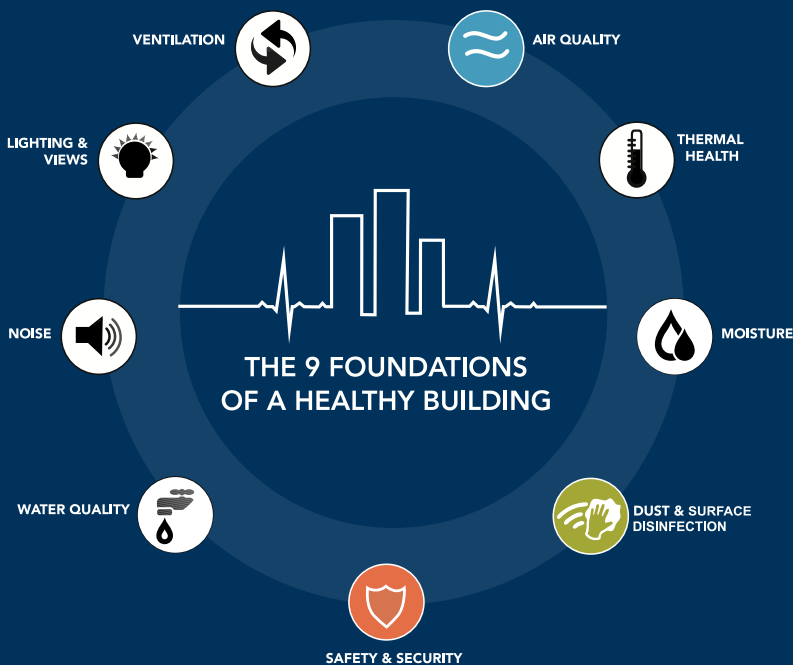 VENTILATION
AIR QUALITY
LIGHTING &
VIEWS
THERMAL
HEALTH
NOISE
MOISTURE
THE 9 FOUNDATIONS
OF A HEALTHY BUILDING
WATER QUALITY
DUST & SURFACE
DISINFECTION
SAFETY & SECURITY